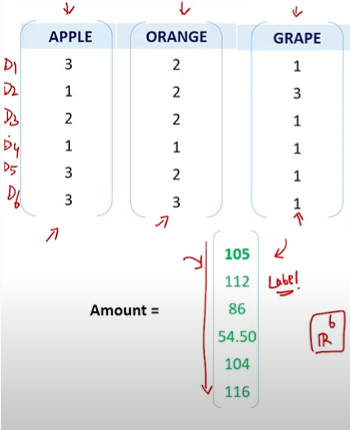 APPLE ORANGE GRAPE
D1 3 2 1
D2 1 2 3
D3 2 2 1
D4 1 1 1
D5 3 2 1
D6 3 3 1
105
112 Label
Amount = 86
54.50
104
116
R⁶